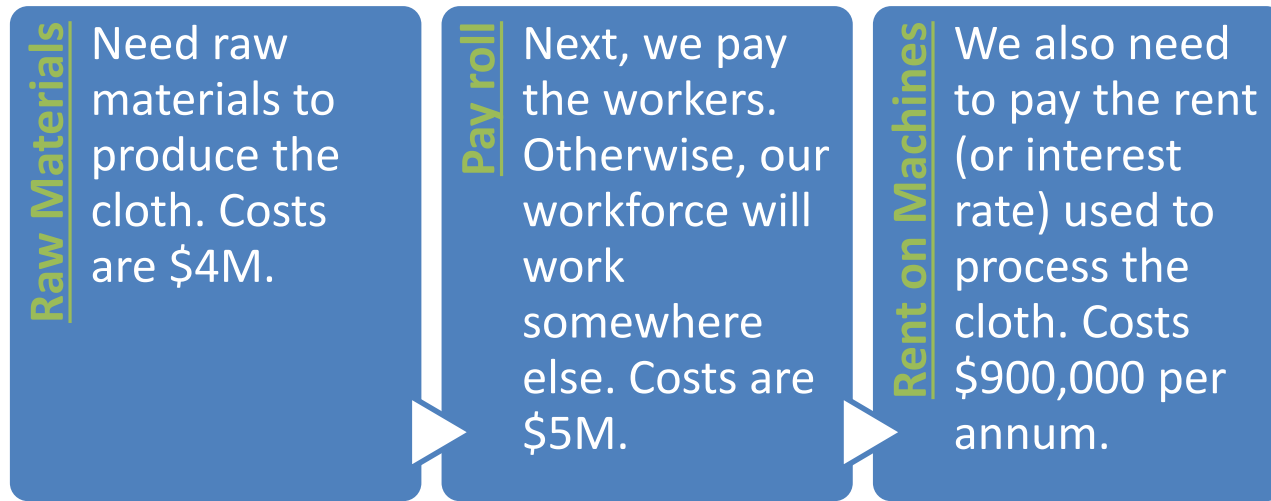 Raw Materials
Need raw
materials to
produce the
cloth. Costs
are $4M.
Pay roll
Next, we pay
the workers.
Otherwise, our
workforce will
work
somewhere
else. Costs are
$5M.
Rent on Machines
We also need
to pay the rent
(or interest
rate) used to
process the
cloth. Costs
$900,000 per
annum.